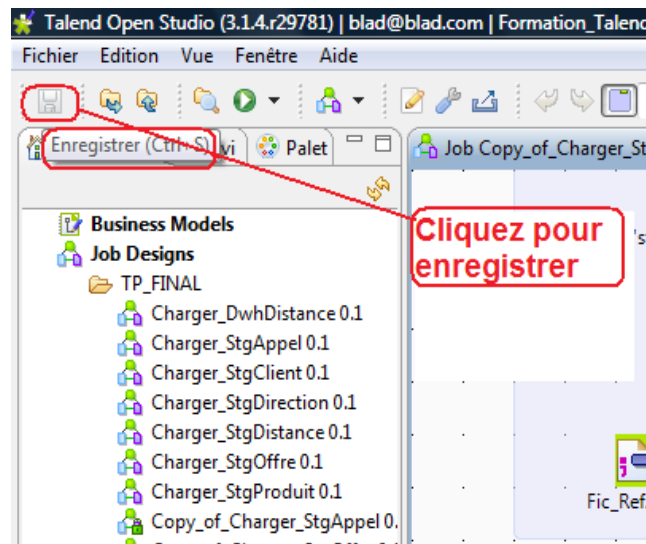 Talend Open Studio (3.1.4.r29781) | blad@blad.com | Formation_Talend
Fichier Edition Vue Fenêtre Aide
Enregistrer (Ctrl+S) vi Palet Job Copy_of_Charger_St
Business Models
Cliquez pour
enregistrer
Job Designs
TP_FINAL
Charger_DwhDistance 0.1
Charger_StgAppel 0.1
Charger_StgClient 0.1
Charger_StgDirection 0.1
Charger_StgDistance 0.1
Charger_StgOffre 0.1
Charger_StgProduit 0.1
Fic_Ref
Copy_of_Charger_StgAppel 0.